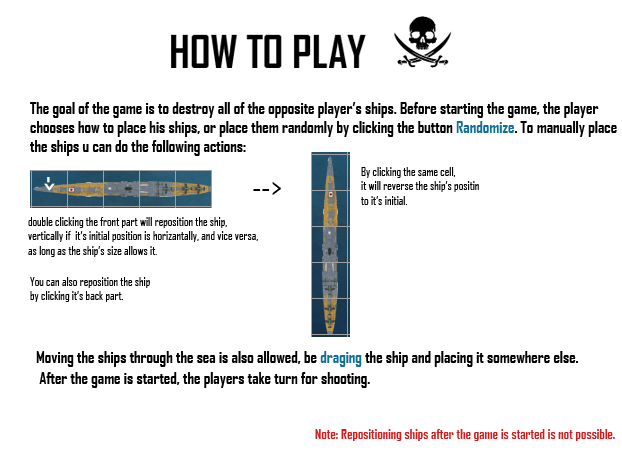 HOW TO PLAY
The goal of the game is to destroy all of the opposite player's ships. Before starting the game, the player
chooses how to place his ships, or place them randomly by clicking the button Randomize. To manually place
the ships u can do the following actions:
-->
By clicking the same cell,
it will reverse the ship's positin
to it's initial.
double clicking the front part will reposition the ship,
vertically if it's initial position is horizantally, and vice versa,
as long as the ship's size allows it.
You can also reposition the ship
by clicking it's back part.
Moving the ships through the sea is also allowed, be draging the ship and placing it somewhere else.
After the game is started, the players take turn for shooting.
Note: Repositioning ships after the game is started is not possible.